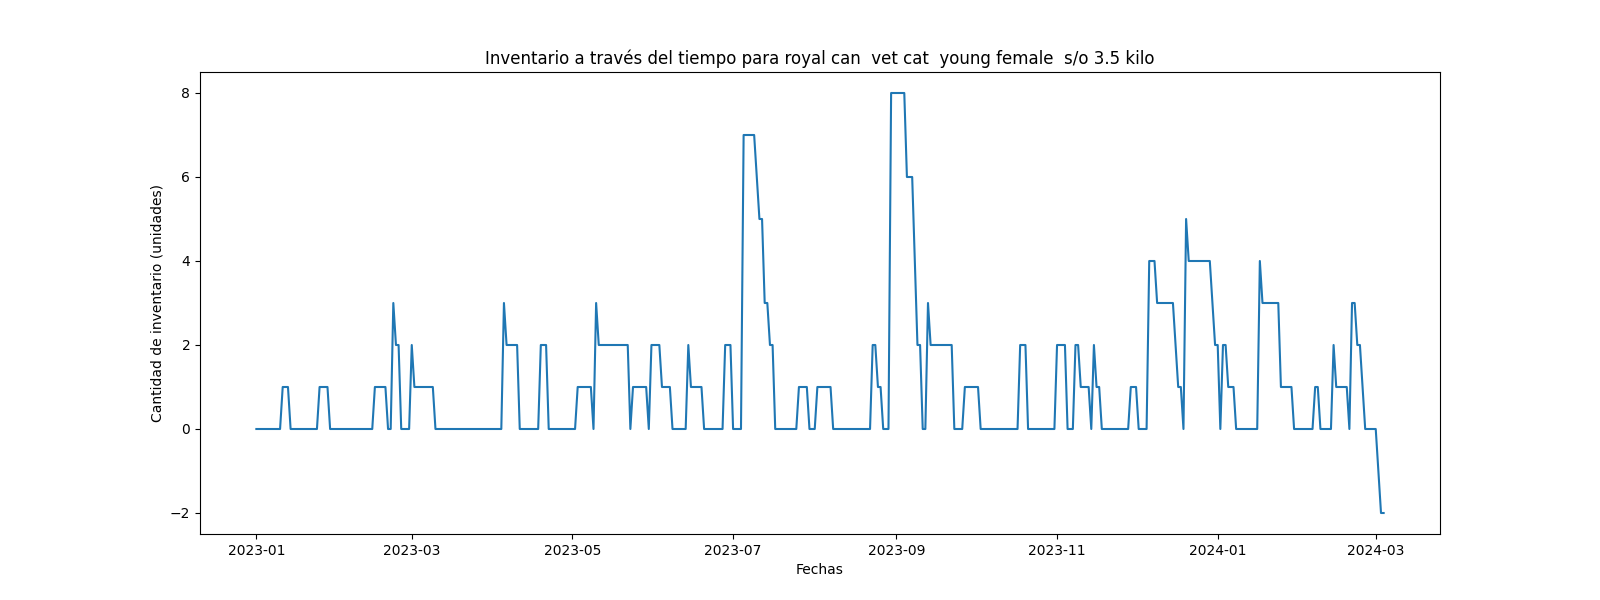 Inventario a través del tiempo para royal can  vet cat  young female  s/o 3.5 kilo
Cantidad de inventario (unidades)
8
6
4
2
0
−2
2023-01 2023-03 2023-05 2023-07 2023-09 2023-11 2024-01 2024-03
Fechas